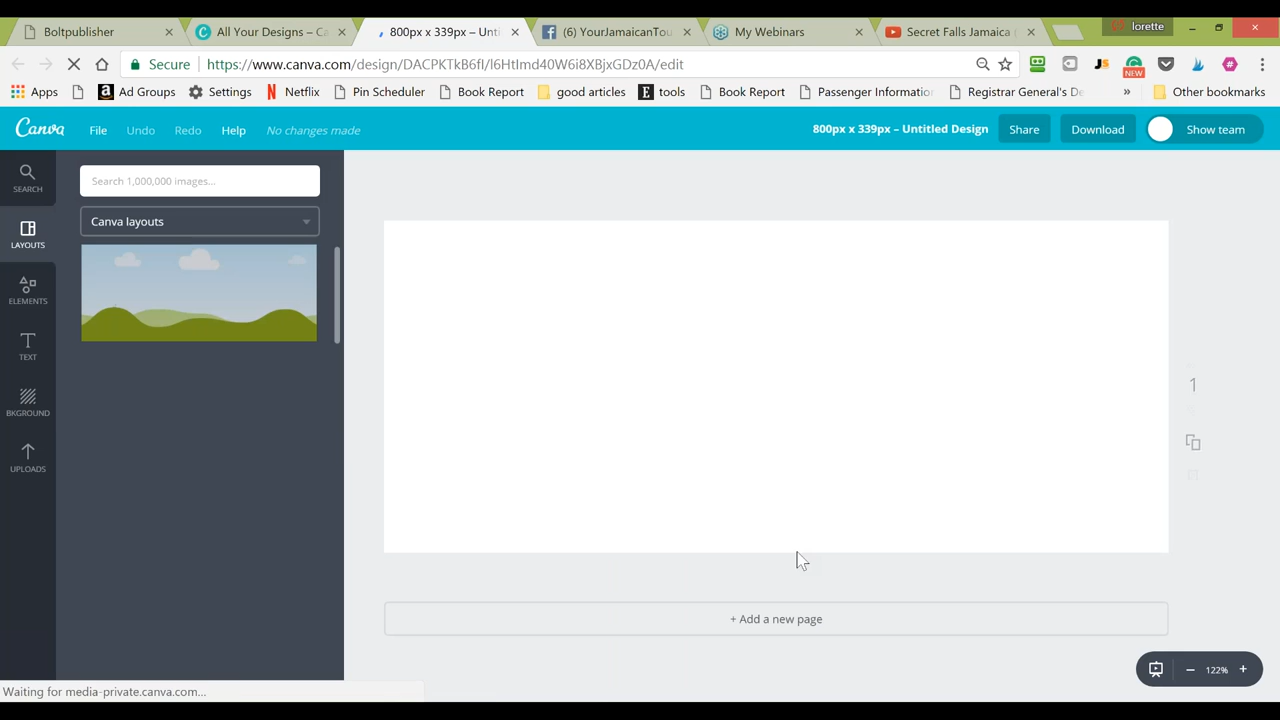 Boltpublisher
All Your Designs – Ca
800px x 339px – Unti
(6) YourJamaicanTou
My Webinars
Secret Falls Jamaica (
lorette
Secure
https://www.canva.com/design/DACPKTkB6fI/l6HtImd40W6i8XBjxGDz0A/edit
NEW
Apps
Ad Groups
Settings
Netflix
Pin Scheduler
Book Report
good articles
tools
Book Report
Passenger Informatio
Registrar General's De
»
Other bookmarks
Canva
File
Undo
Redo
Help
No changes made
800px x 339px – Untitled Design
Share
Download
Show team
SEARCH
Search 1,000,000 images...
LAYOUTS
Canva layouts
ELEMENTS
TEXT
BKGROUND
UPLOADS
1
+ Add a new page
122%
Waiting for media-private.canva.com...